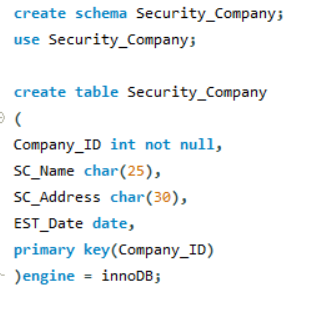 create schema Security_Company;
use Security_Company;
create table Security_Company
(
Company_ID int not null,
SC_Name char(25),
SC_Address char(30),
EST_Date date,
primary key(Company_ID)
)engine = innoDB;